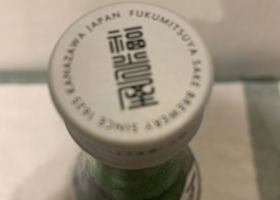 FUKUMITSUYA SAKE BREWERY SINCE 1625 KANAZAWA JAPAN
福光屋